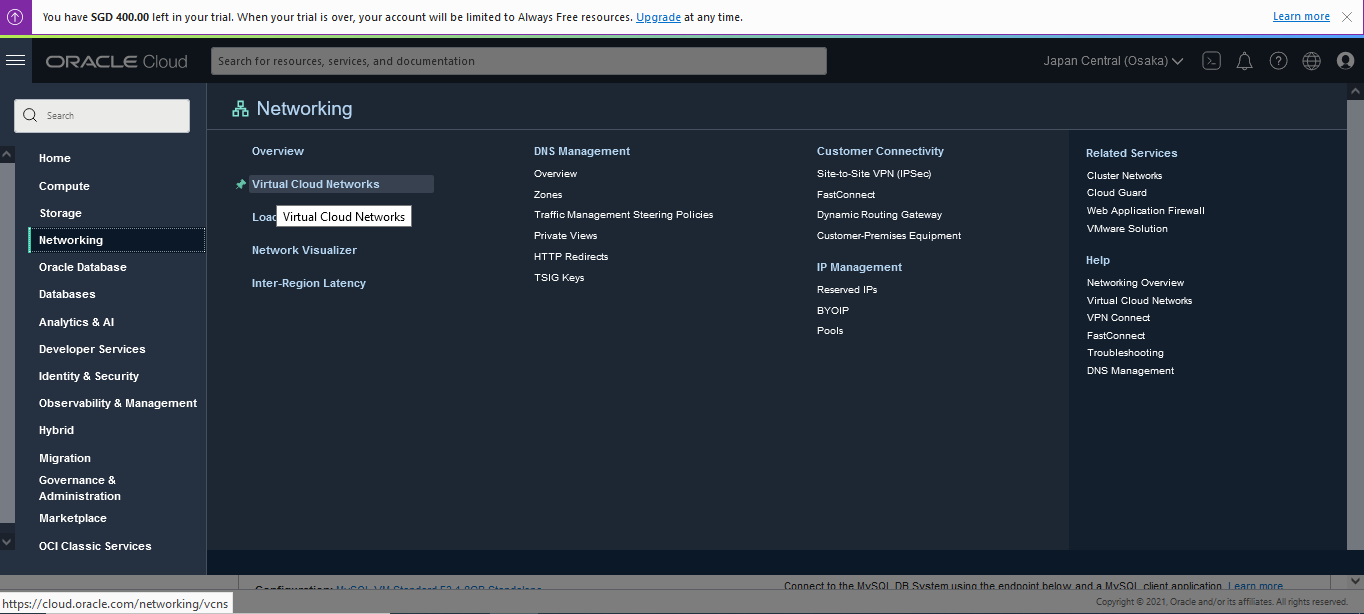 You have SGD 400.00 left in your trial. When your trial is over, your account will be limited to Always Free resources. Upgrade at any time.
Learn more
ORACLE Cloud
Search for resources, services, and documentation
Japan Central (Osaka)
Search
Home
Compute
Storage
Networking
Oracle Database
Databases
Analytics & AI
Developer Services
Identity & Security
Observability & Management
Hybrid
Migration
Governance &
Administration
Marketplace
OCI Classic Services
Networking
Overview
Virtual Cloud Networks
Virtual Cloud Networks
Network Visualizer
Inter-Region Latency
DNS Management
Overview
Zones
Traffic Management Steering Policies
Private Views
HTTP Redirects
TSIG Keys
Customer Connectivity
Site-to-Site VPN (IPSec)
FastConnect
Dynamic Routing Gateway
Customer-Premises Equipment
IP Management
Reserved IPs
BYOIP
Pools
Related Services
Cluster Networks
Cloud Guard
Web Application Firewall
VMware Solution
Help
Networking Overview
Virtual Cloud Networks
VPN Connect
FastConnect
Troubleshooting
DNS Management
Configuration: MySQL.VM.Standard.E3.1.8GB Standalone
Connect to the MySQL DB System using the endpoint below and a MySQL client application. Learn more
https://cloud.oracle.com/networking/vcns
Copyright © 2021, Oracle and/or its affiliates. All rights reserved.